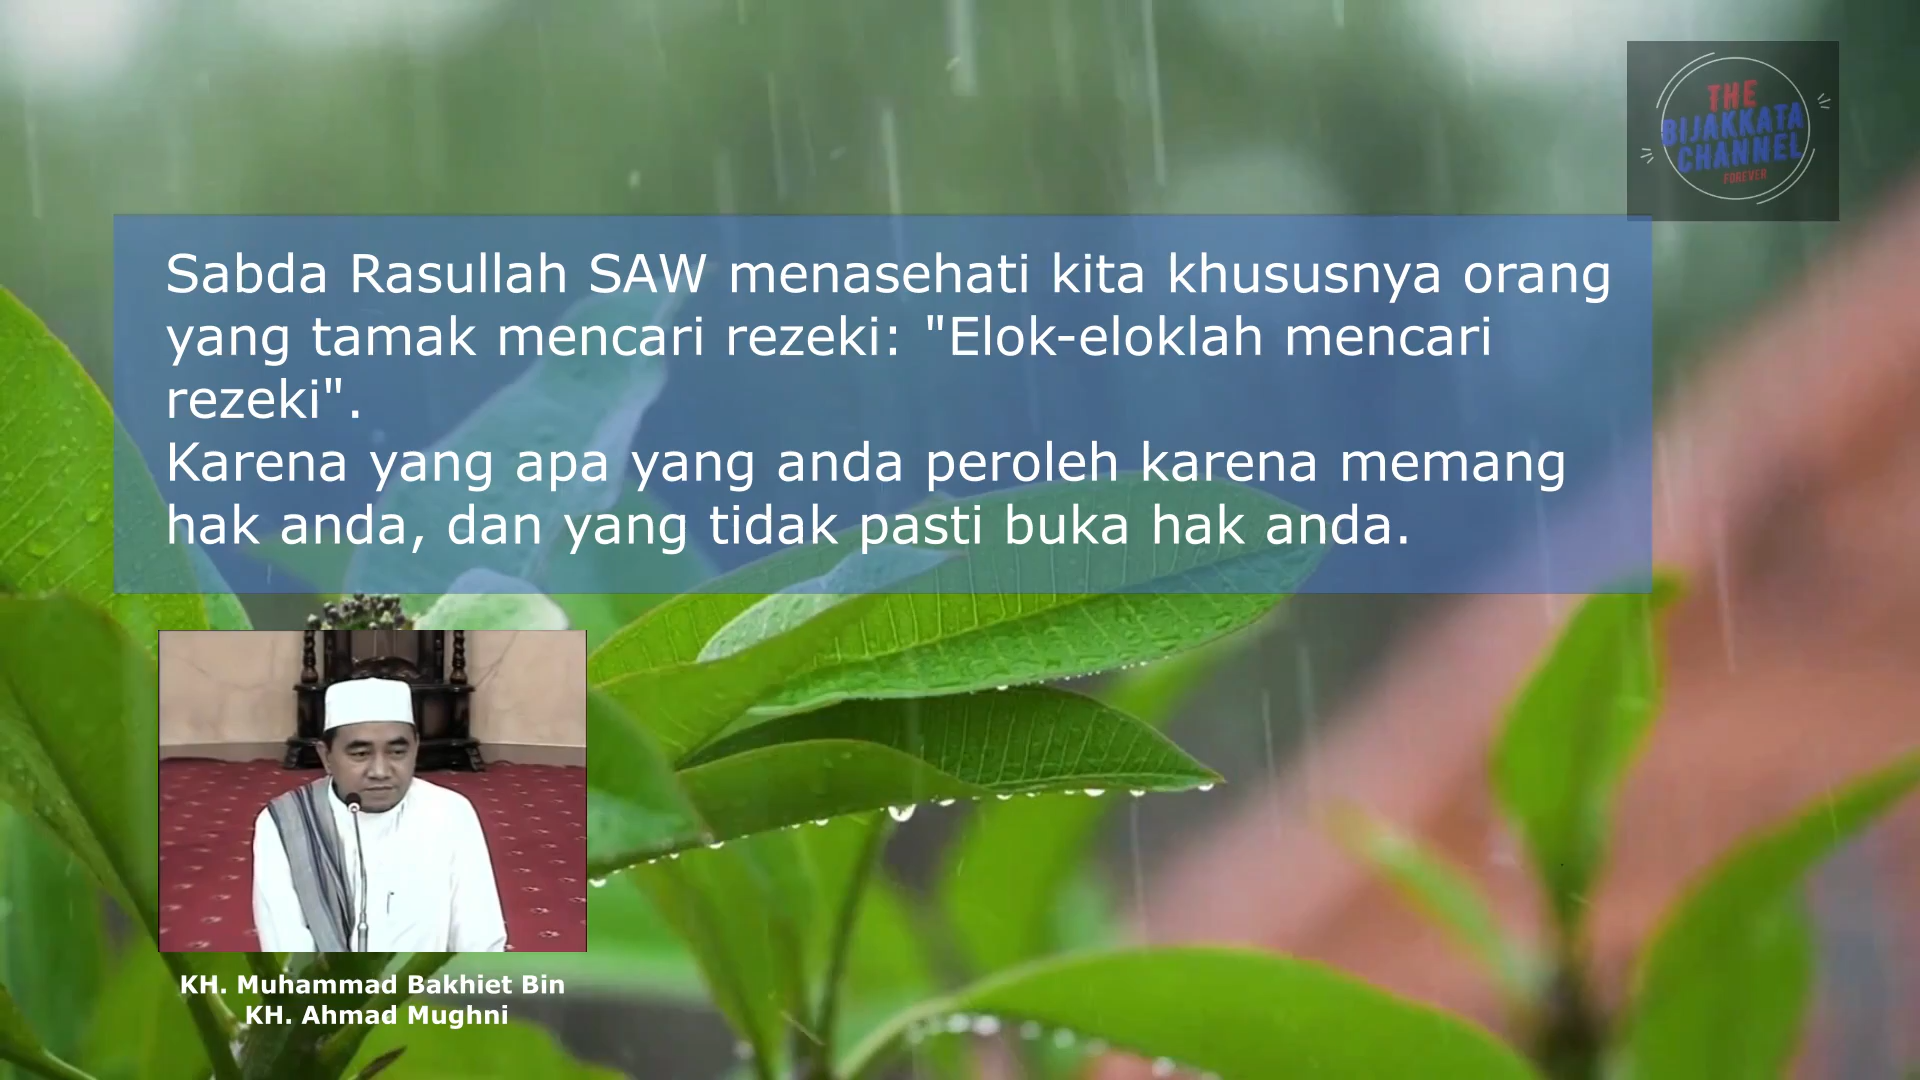 THE
BIJAKKATA
CHANNEL
FOREVER
Sabda Rasullah SAW menasehati kita khususnya orang
yang tamak mencari rezeki: "Elok-eloklah mencari
rezeki".
Karena yang apa yang anda peroleh karena memang
hak anda, dan yang tidak pasti buka hak anda.
KH. Muhammad Bakhiet Bin
KH. Ahmad Mughni